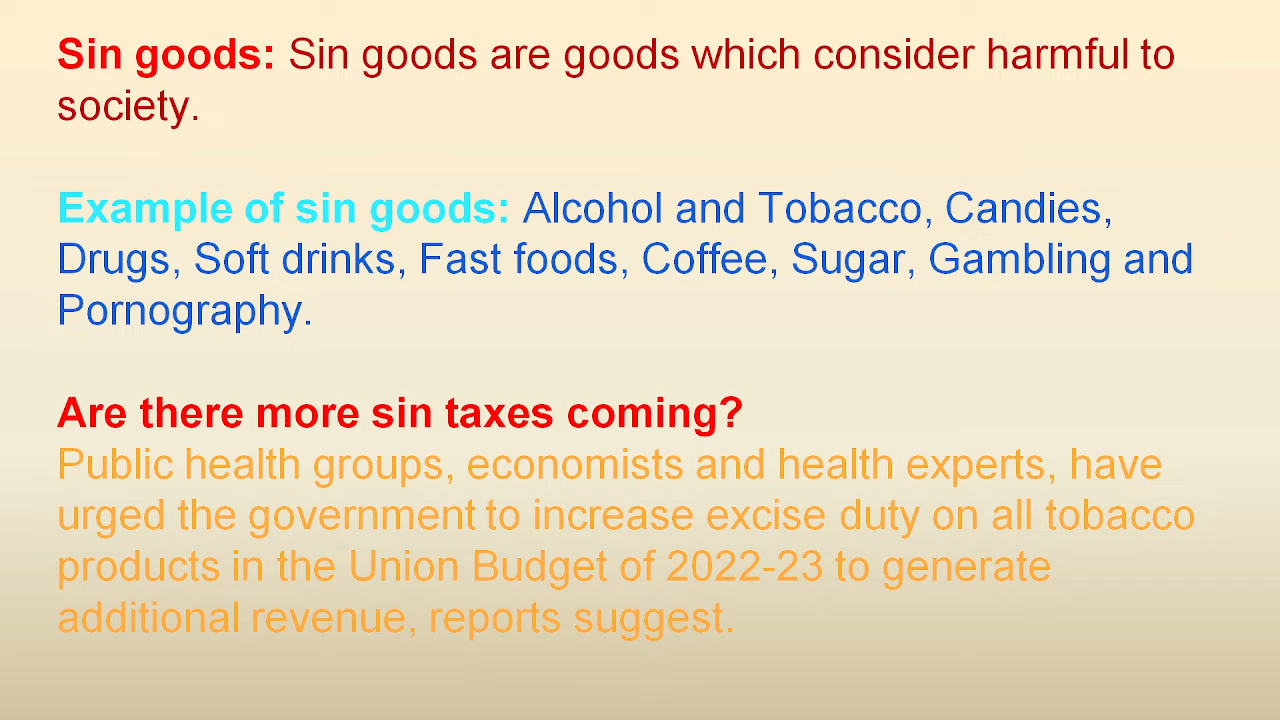 Sin goods: Sin goods are goods which consider harmful to
society.
Example of sin goods: Alcohol and Tobacco, Candies,
Drugs, Soft drinks, Fast foods, Coffee, Sugar, Gambling and
Pornography.
Are there more sin taxes coming?
Public health groups, economists and health experts, have
urged the government to increase excise duty on all tobacco
products in the Union Budget of 2022-23 to generate
additional revenue, reports suggest.